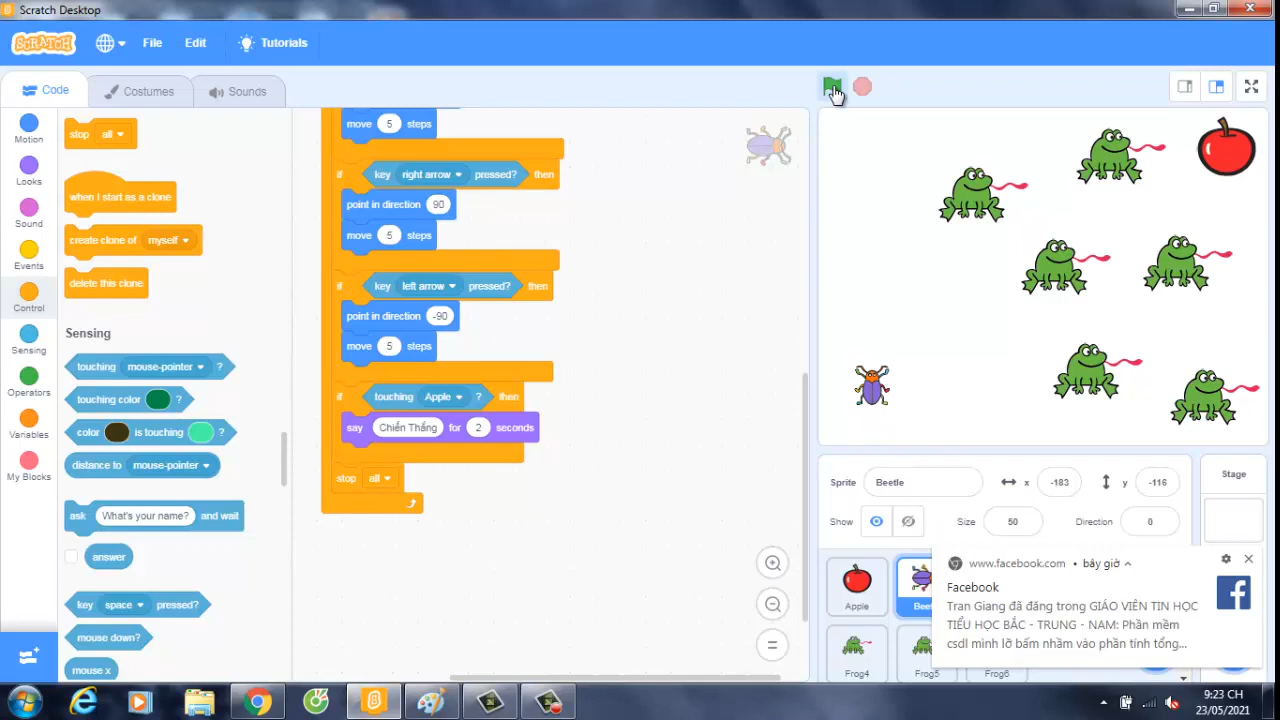 Scratch Desktop
SCRATCH File Edit Tutorials
Code Costumes Sounds
Motion
Looks
Sound
Events
Control
Sensing
Operators
Variables
My Blocks
stop all
when I start as a clone
create clone of myself
delete this clone
Sensing
touching mouse-pointer ?
touching color ?
color is touching ?
distance to mouse-pointer
ask What's your name? and wait
answer
key space pressed?
mouse down?
mouse x
move 5 steps
if key right arrow pressed? then
point in direction 90
move 5 steps
if key left arrow pressed? then
point in direction -90
move 5 steps
if touching Apple ? then
say Chiến Thắng for 2 seconds
stop all
Sprite Beetle x -183 y -116
Show Size 50 Direction 0
Stage
Apple
Beet
Frog4
Frog5
Frog6
www.facebook.com • bây giờ
Facebook
Tran Giang đã đăng trong GIÁO VIÊN TIN HỌC
TIỂU HỌC BẮC - TRUNG - NAM: Phần mềm
csdl mình lỡ bấm nhầm vào phần tính tổng...
9:23 CH
23/05/2021